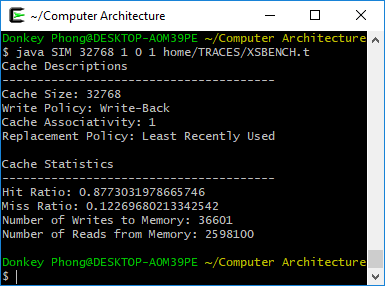 ~/Computer Architecture
Donkey Phong@DESKTOP-AOM39PE ~/Computer Architecture
$ java SIM 32768 1 0 1 home/TRACES/XSBENCH.t
Cache Descriptions
---------------------------------------
Cache Size: 32768
Write Policy: Write-Back
Cache Associativity: 1
Replacement Policy: Least Recently Used
Cache Statistics
---------------------------------------
Hit Ratio: 0.8773031978665746
Miss Ratio: 0.12269680213342542
Number of Writes to Memory: 36601
Number of Reads from Memory: 2598100
Donkey Phong@DESKTOP-AOM39PE ~/Computer Architecture
$